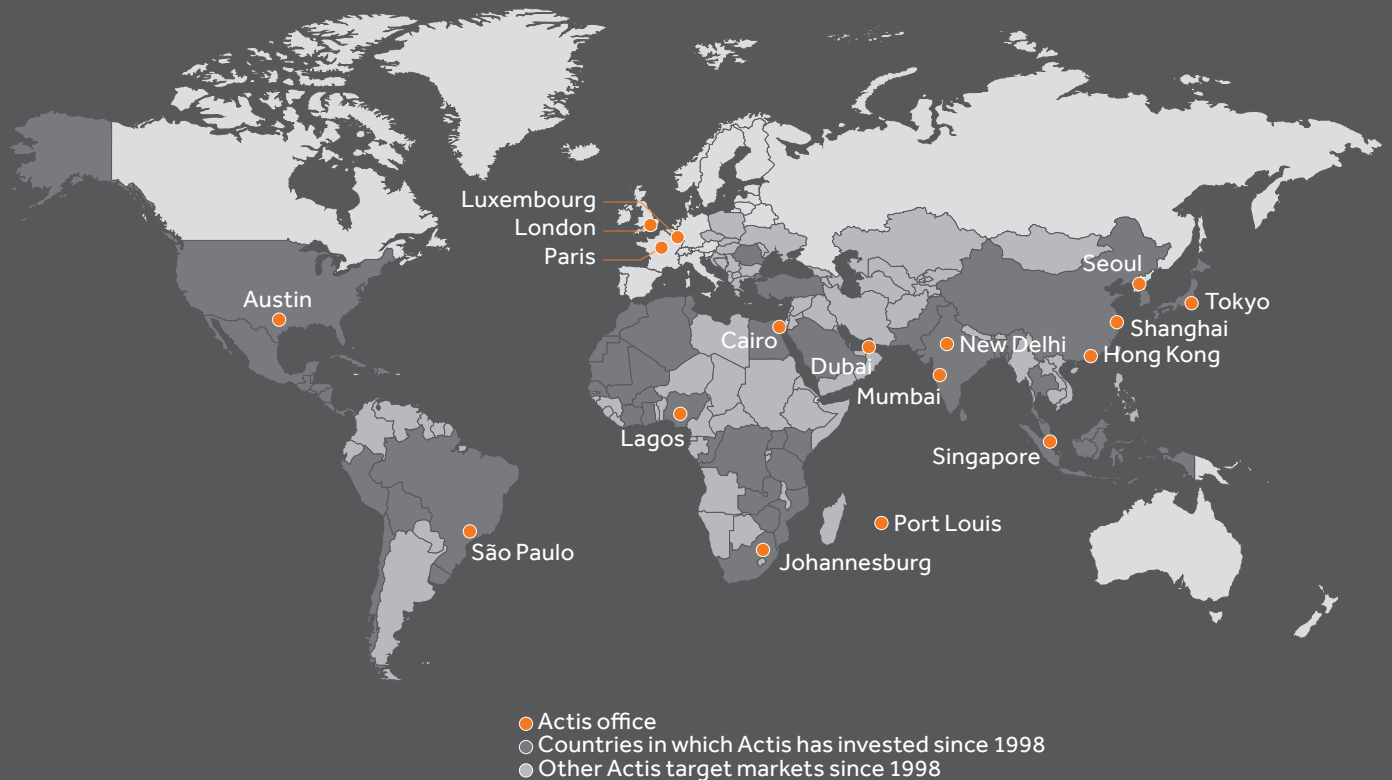 Luxembourg
London
Paris
Seoul
Austin
Tokyo
Shanghai
Cairo
New Delhi
Hong Kong
Dubai
Mumbai
Lagos
Singapore
Port Louis
São Paulo
Johannesburg
Actis office
Countries in which Actis has invested since 1998
Other Actis target markets since 1998